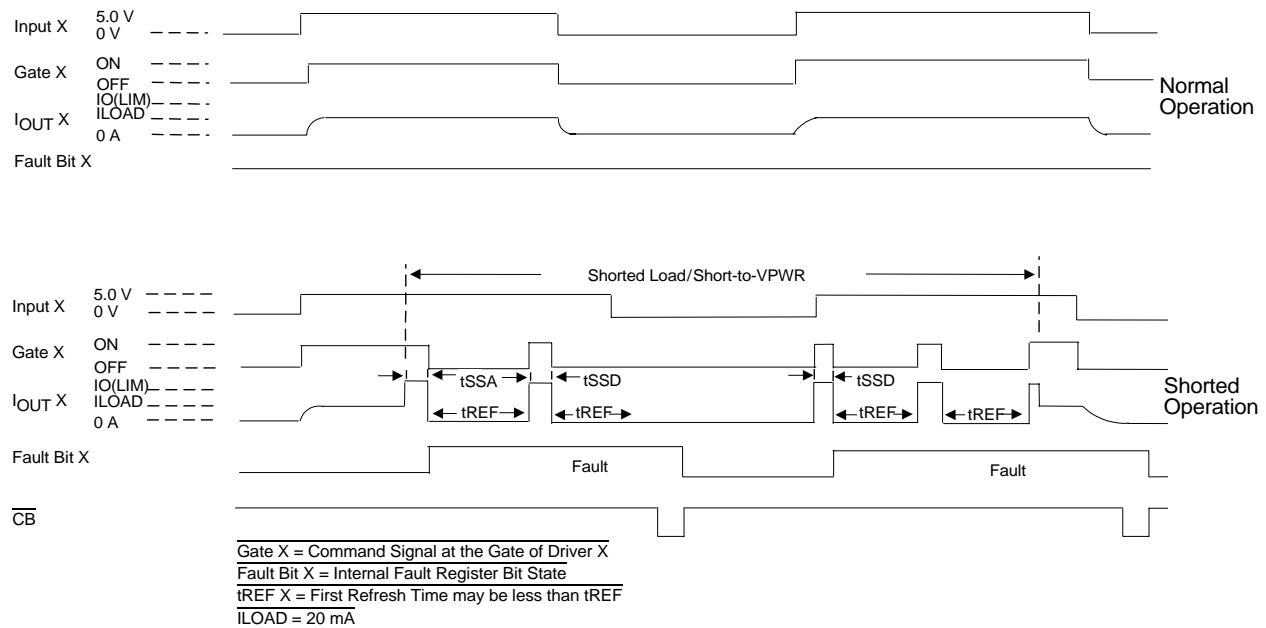 Input X
5.0 V
0 V
Gate X
ON
OFF
IOUT X
IO(LIM)
ILOAD
0 A
Fault Bit X
Normal
Operation
Shorted Load/Short-to-VPWR
Input X
5.0 V
0 V
Gate X
ON
OFF
tSSA
tSSD
tSSD
IOUT X
IO(LIM)
ILOAD
0 A
tREF
tREF
tREF
tREF
Shorted
Operation
Fault Bit X
Fault
Fault
CB
Gate X = Command Signal at the Gate of Driver X
Fault Bit X = Internal Fault Register Bit State
tREF X = First Refresh Time may be less than tREF
ILOAD = 20 mA